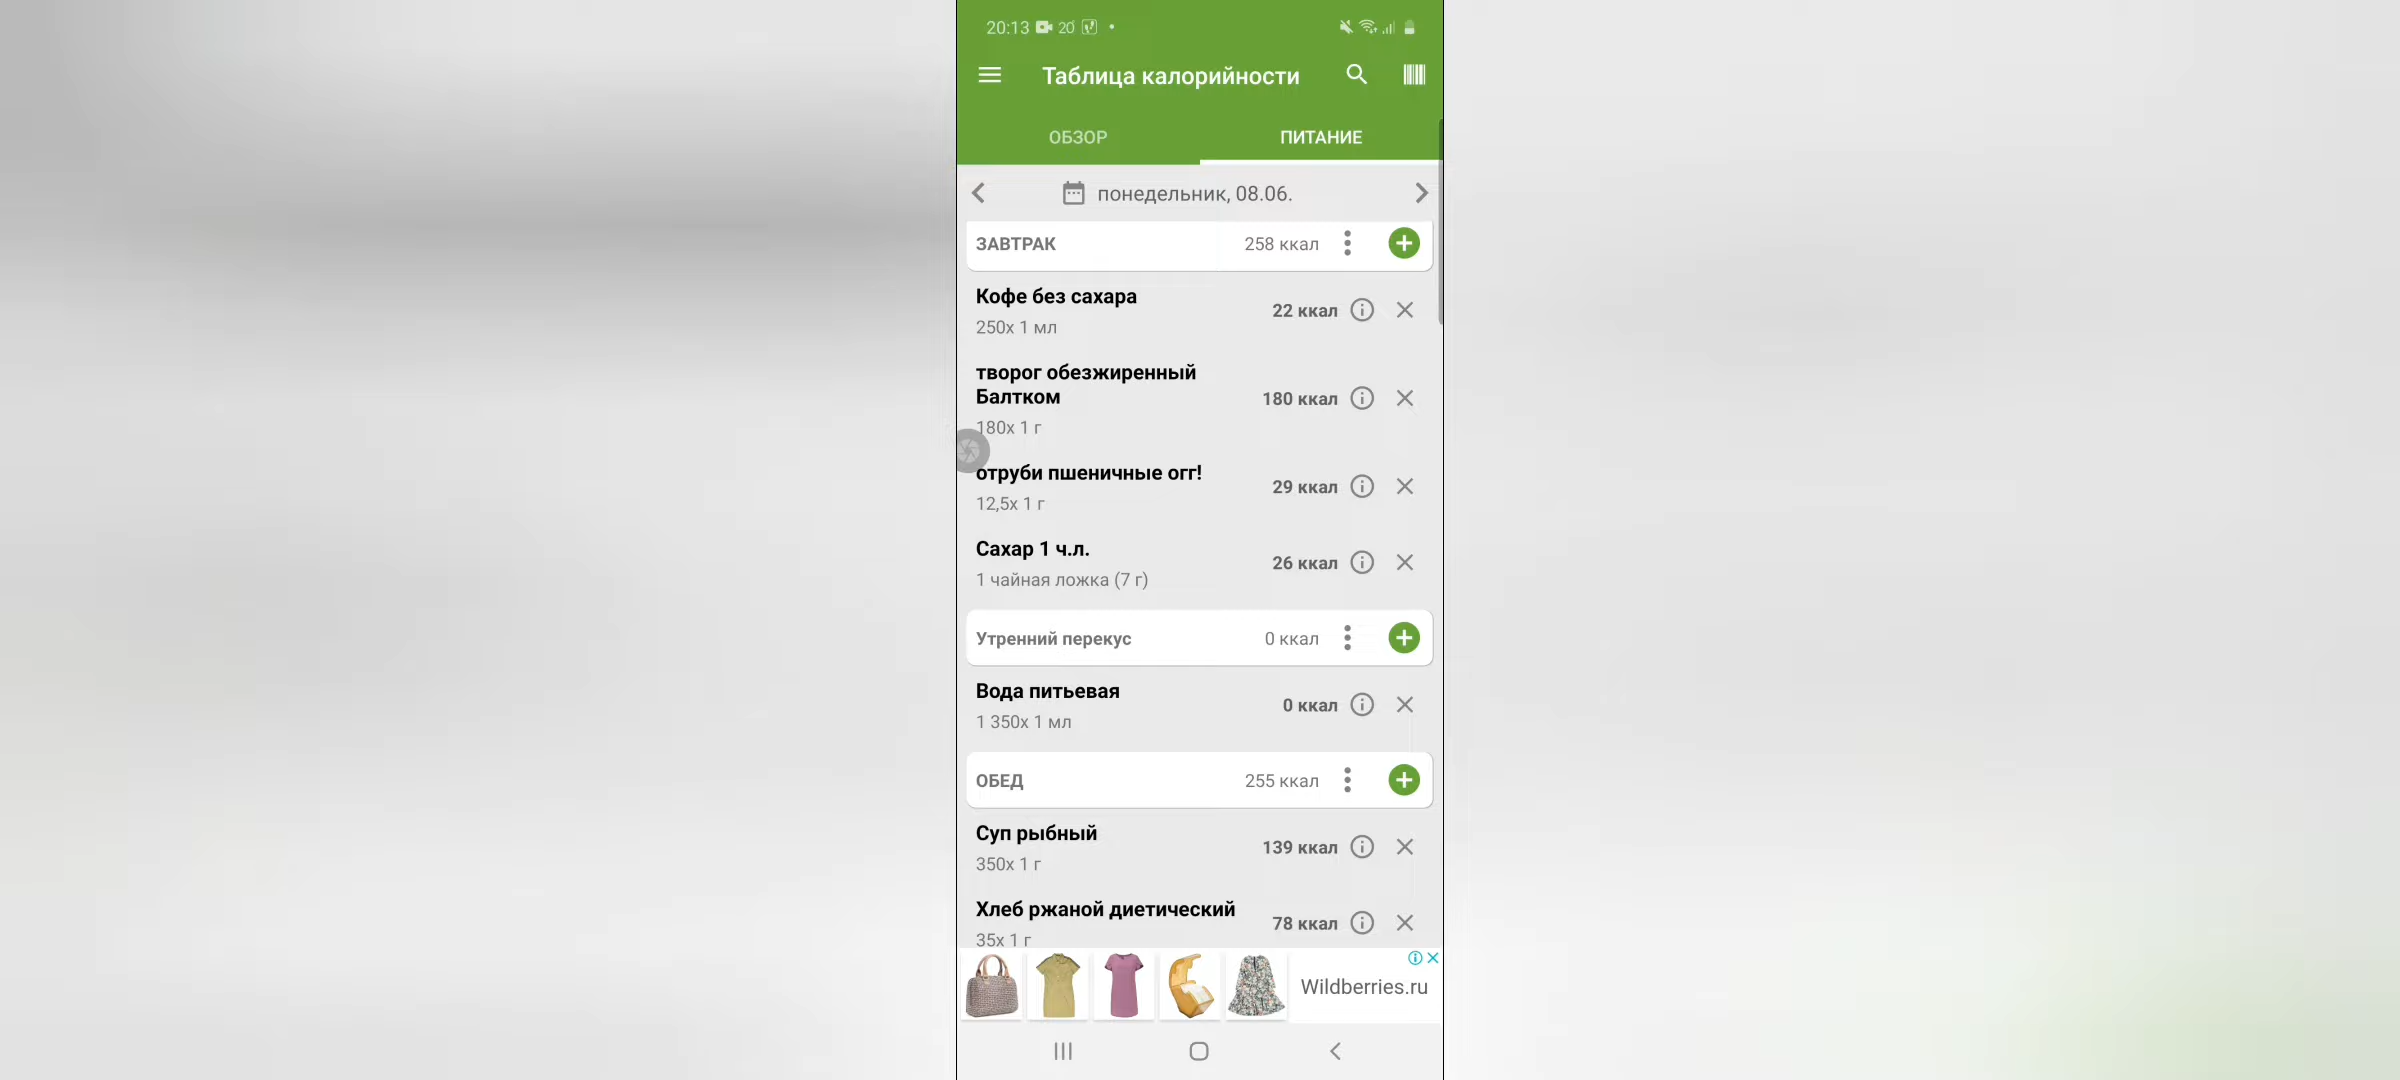 20:13 20
Таблица калорийности
ОБЗОР ПИТАНИЕ
понедельник, 08.06.
ЗАВТРАК 258 ккал
Кофе без сахара
22 ккал
250x 1 мл
творог обезжиренный
Балтком
180 ккал
180x 1 г
отруби пшеничные огг!
29 ккал
12,5x 1 г
Сахар 1 ч.л.
26 ккал
1 чайная ложка (7 г)
Утренний перекус 0 ккал
Вода питьевая
0 ккал
1 350x 1 мл
ОБЕД 255 ккал
Суп рыбный
139 ккал
350x 1 г
Хлеб ржаной диетический
78 ккал
35x 1 г
Wildberries.ru